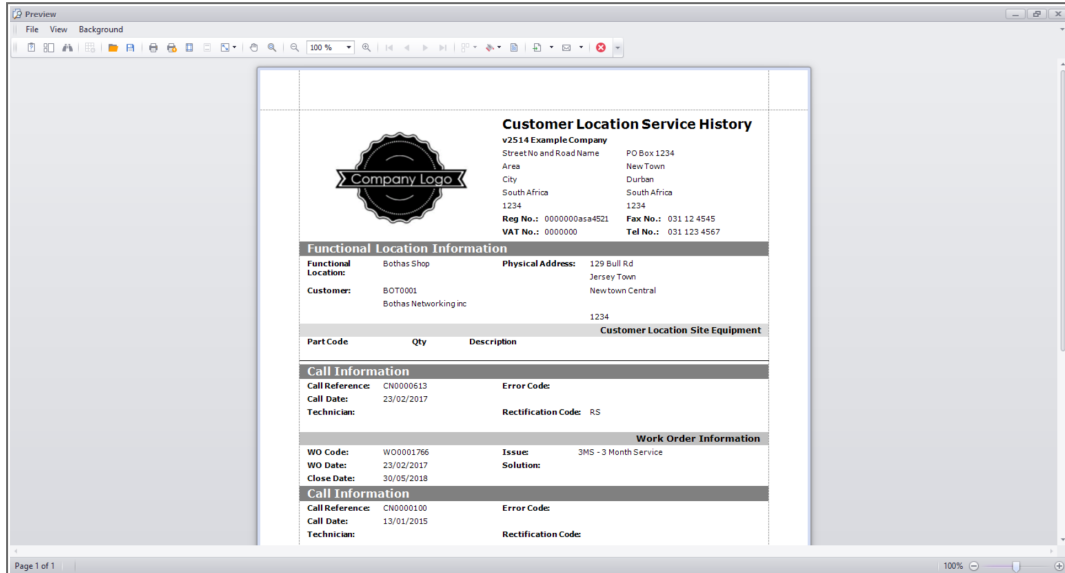 Preview
File View Background
100 %
Customer Location Service History
v2514 Example Company
Street No and Road Name PO Box 1234
Area New Town
City Durban
South Africa South Africa
1234 1234
Reg No.: 0000000asa4521 Fax No.: 031 12 4545
VAT No.: 0000000 Tel No.: 031 123 4567
Company Logo
Functional Location Information
Functional Location: Bothas Shop Physical Address: 129 Bull Rd
Jersey Town
Customer: BOT0001 Newtown Central
Bothas Networking inc
1234
Customer Location Site Equipment
Part Code Qty Description
Call Information
Call Reference: CN0000613 Error Code:
Call Date: 23/02/2017
Technician: Rectification Code: RS
Work Order Information
WO Code: WO0001766 Issue: 3MS - 3 Month Service
WO Date: 23/02/2017 Solution:
Close Date: 30/05/2018
Call Information
Call Reference: CN0000100 Error Code:
Call Date: 13/01/2015
Technician: Rectification Code:
Page 1 of 1 100%